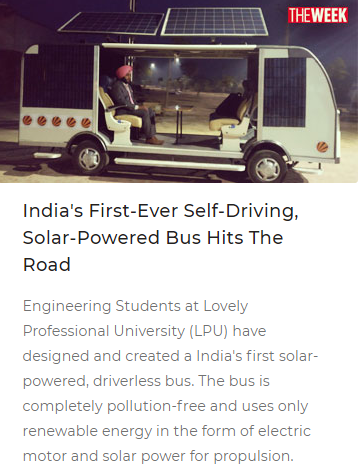 THEWEEK
India's First-Ever Self-Driving,
Solar-Powered Bus Hits The
Road
Engineering Students at Lovely
Professional University (LPU) have
designed and created a India's first solar-
powered, driverless bus. The bus is
completely pollution-free and uses only
renewable energy in the form of electric
motor and solar power for propulsion.